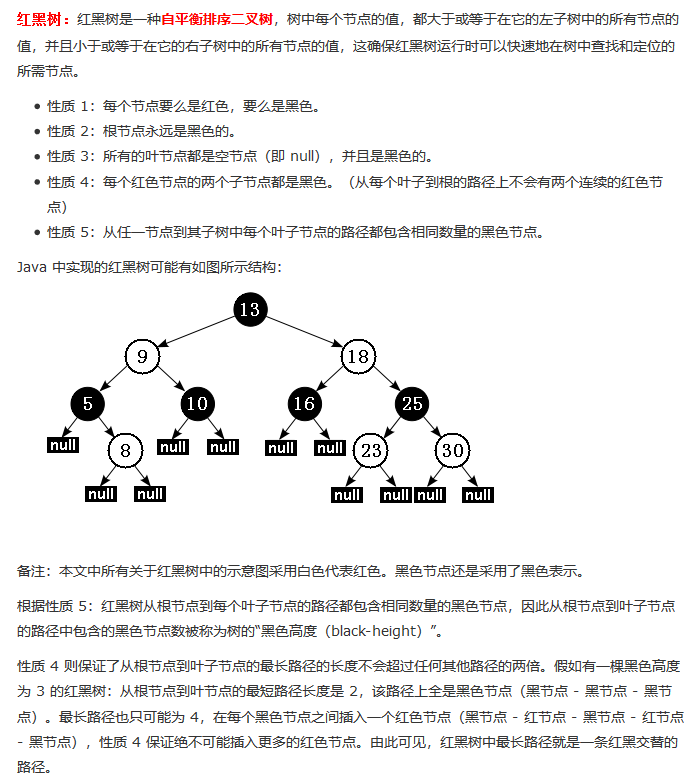 红黑树：红黑树是一种自平衡排序二叉树，树中每个节点的值，都大于或等于在它的左子树中的所有节点的
值，并且小于或等于在它的右子树中的所有节点的值，这确保红黑树运行时可以快速地在树中查找和定位的
所需节点。
性质 1：每个节点要么是红色，要么是黑色。
性质 2：根节点永远是黑色的。
性质 3：所有的叶节点都是空节点（即 null），并且是黑色的。
性质 4：每个红色节点的两个子节点都是黑色。（从每个叶子到根的路径上不会有两个连续的红色节
点）
性质 5：从任一节点到其子树中每个叶子节点的路径都包含相同数量的黑色节点。
Java 中实现的红黑树可能有如图所示结构：
13
9 18
5 10 16 25
null 8 null null null null 23 30
null null null null null null
备注：本文中所有关于红黑树中的示意图采用白色代表红色。黑色节点还是采用了黑色表示。
根据性质 5：红黑树从根节点到每个叶子节点的路径都包含相同数量的黑色节点，因此从根节点到叶子节点
的路径中包含的黑色节点数被称为树的“黑色高度（black-height）”。
性质 4 则保证了从根节点到叶子节点的最长路径的长度不会超过任何其他路径的两倍。假如有一棵黑色高度
为 3 的红黑树：从根节点到叶节点的最短路径长度是 2，该路径上全是黑色节点（黑节点 - 黑节点 - 黑节
点）。最长路径也只可能为 4，在每个黑色节点之间插入一个红色节点（黑节点 - 红节点 - 黑节点 - 红节点
- 黑节点），性质 4 保证绝不可能插入更多的红色节点。由此可见，红黑树中最长路径就是一条红黑交替的
路径。